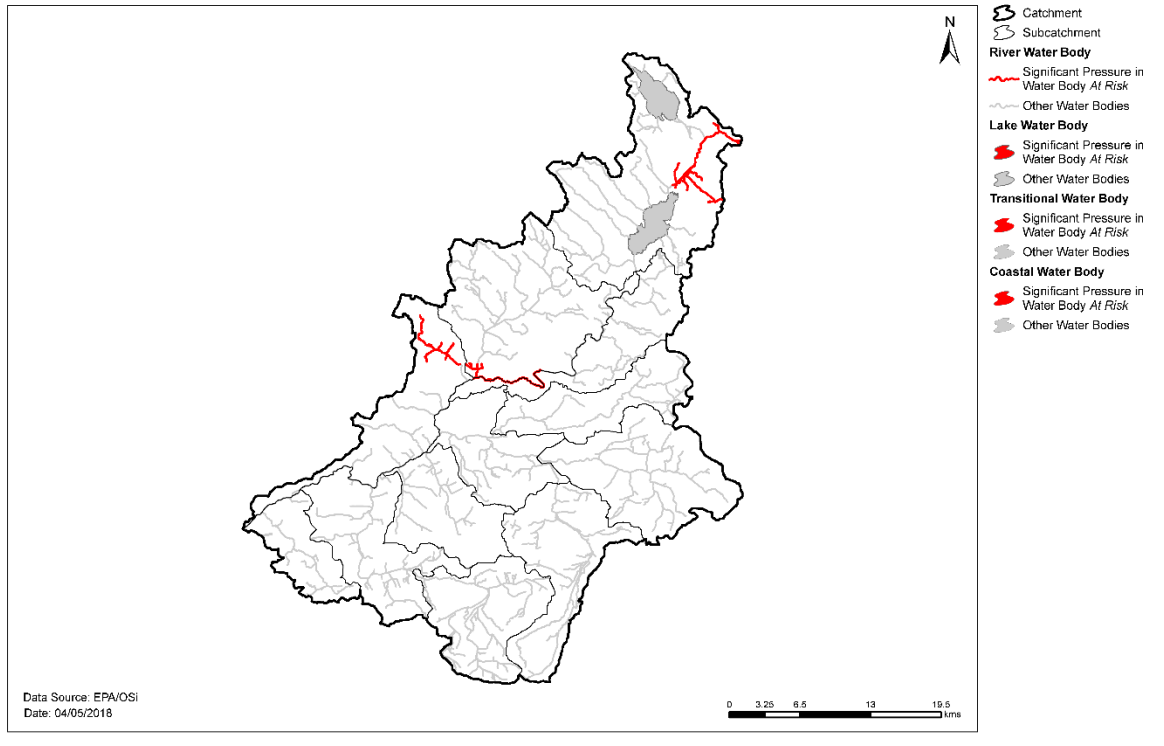 N
Catchment
Subcatchment
River Water Body
Significant Pressure in
Water Body At Risk
Other Water Bodies
Lake Water Body
Significant Pressure in
Water Body At Risk
Other Water Bodies
Transitional Water Body
Significant Pressure in
Water Body At Risk
Other Water Bodies
Coastal Water Body
Significant Pressure in
Water Body At Risk
Other Water Bodies
Data Source: EPA/OSi
Date: 04/05/2018
0 3.25 6.5 13 19.5
kms